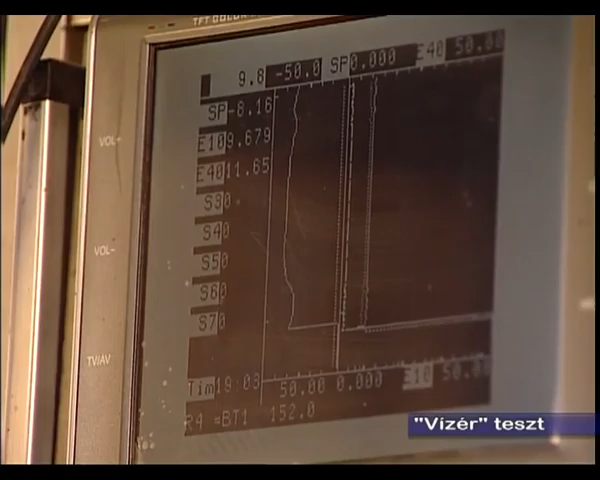 TFT COLOR
9.8 -50.0 SP0.000 E40 50.00
SP-8.16
E109.679
E4011.65
S30
S40
S50
S60
S70
Tim19:03 50.00 0.000 E10 50.00
R4 =BT1 152.0
VOL-
VOL-
TV/AV
"Vízér" teszt